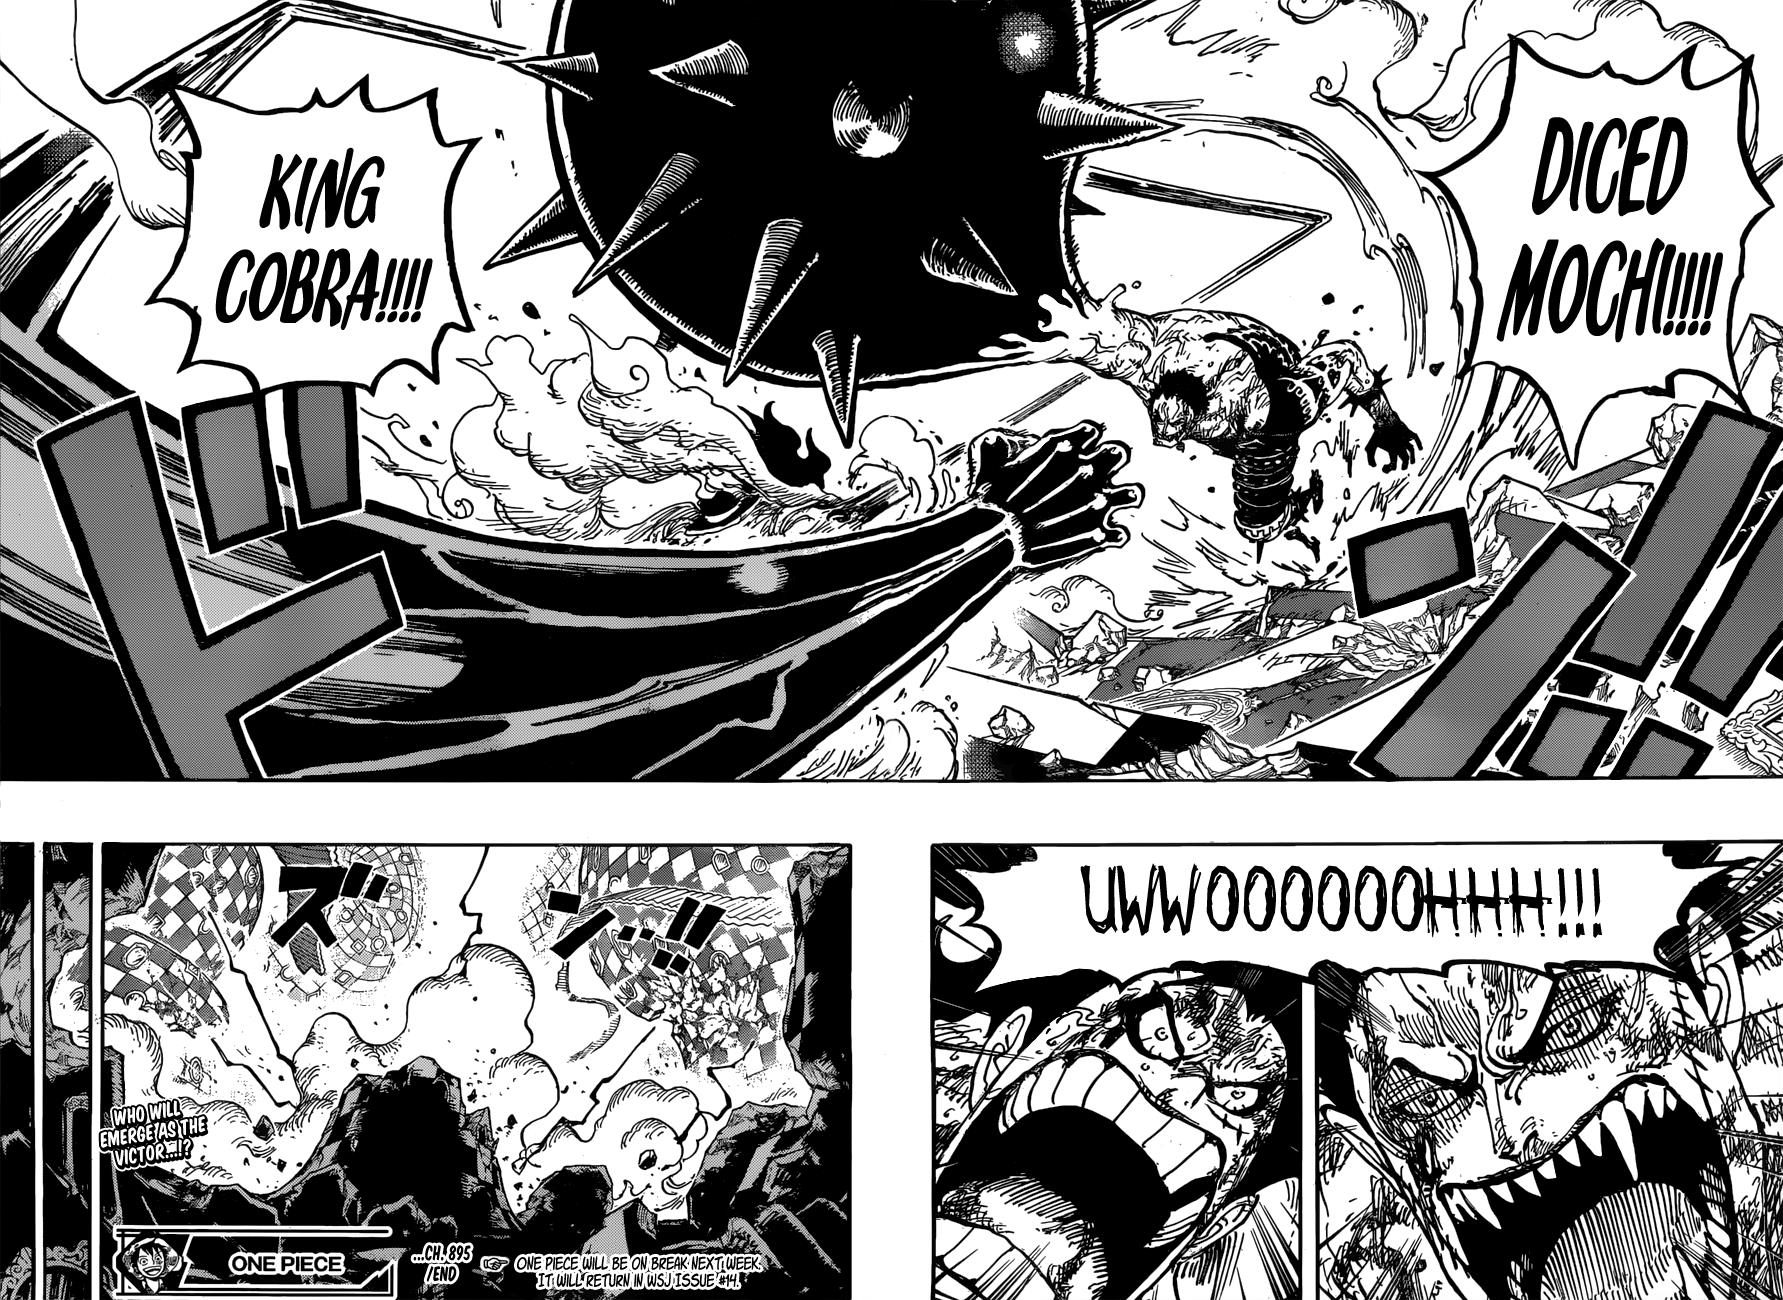 DICED
MOCHI!!!!!
KING
COBRA!!!!
ド
ン!!
UWWOOOOOOHHH!!!
ズ
ン...!!
WHO WILL
EMERGE AS THE
VICTOR...!?
ONE PIECE
...CH. 895
/END
☞ ONE PIECE WILL BE ON BREAK NEXT WEEK.
IT WILL RETURN IN WSJ ISSUE #14.